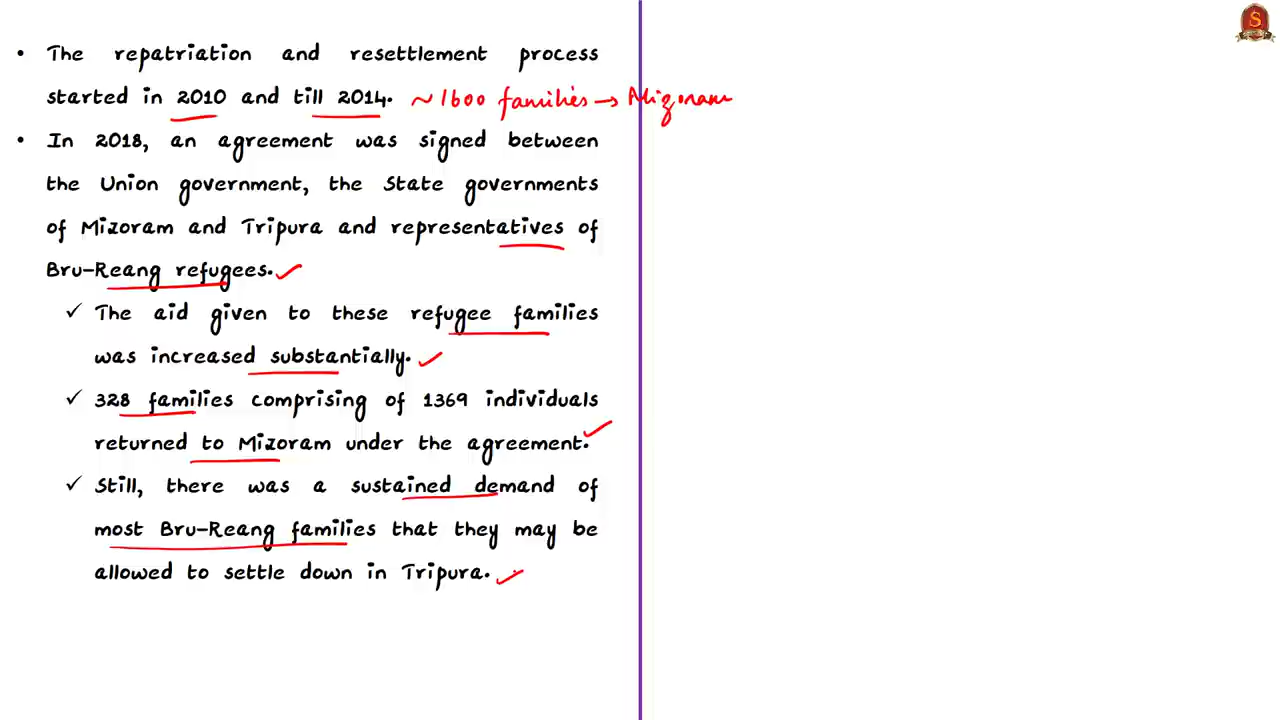 • The repatriation and resettlement process
started in 2010 and till 2014. ~1600 families → Mizoram
• In 2018, an agreement was signed between
the Union government, the State governments
of Mizoram and Tripura and representatives of
Bru-Reang refugees.
✓ The aid given to these refugee families
was increased substantially.
✓ 328 families comprising of 1369 individuals
returned to Mizoram under the agreement.
✓ Still, there was a sustained demand of
most Bru-Reang families that they may be
allowed to settle down in Tripura.
S